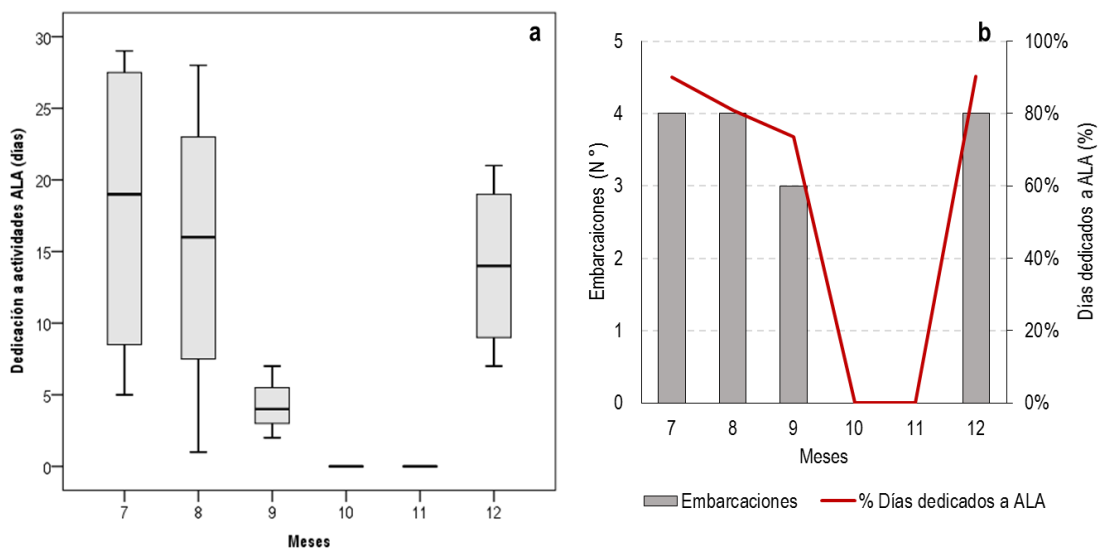 a
30
25
20
15
10
5
0
Dedicación a actividades ALA (días)
7 8 9 10 11 12
Meses
b
5
4
3
2
1
0
Embarcaicones (N °)
100%
80%
60%
40%
20%
0%
Días dedicados a ALA (%)
7 8 9 10 11 12
Meses
Embarcaciones % Días dedicados a ALA